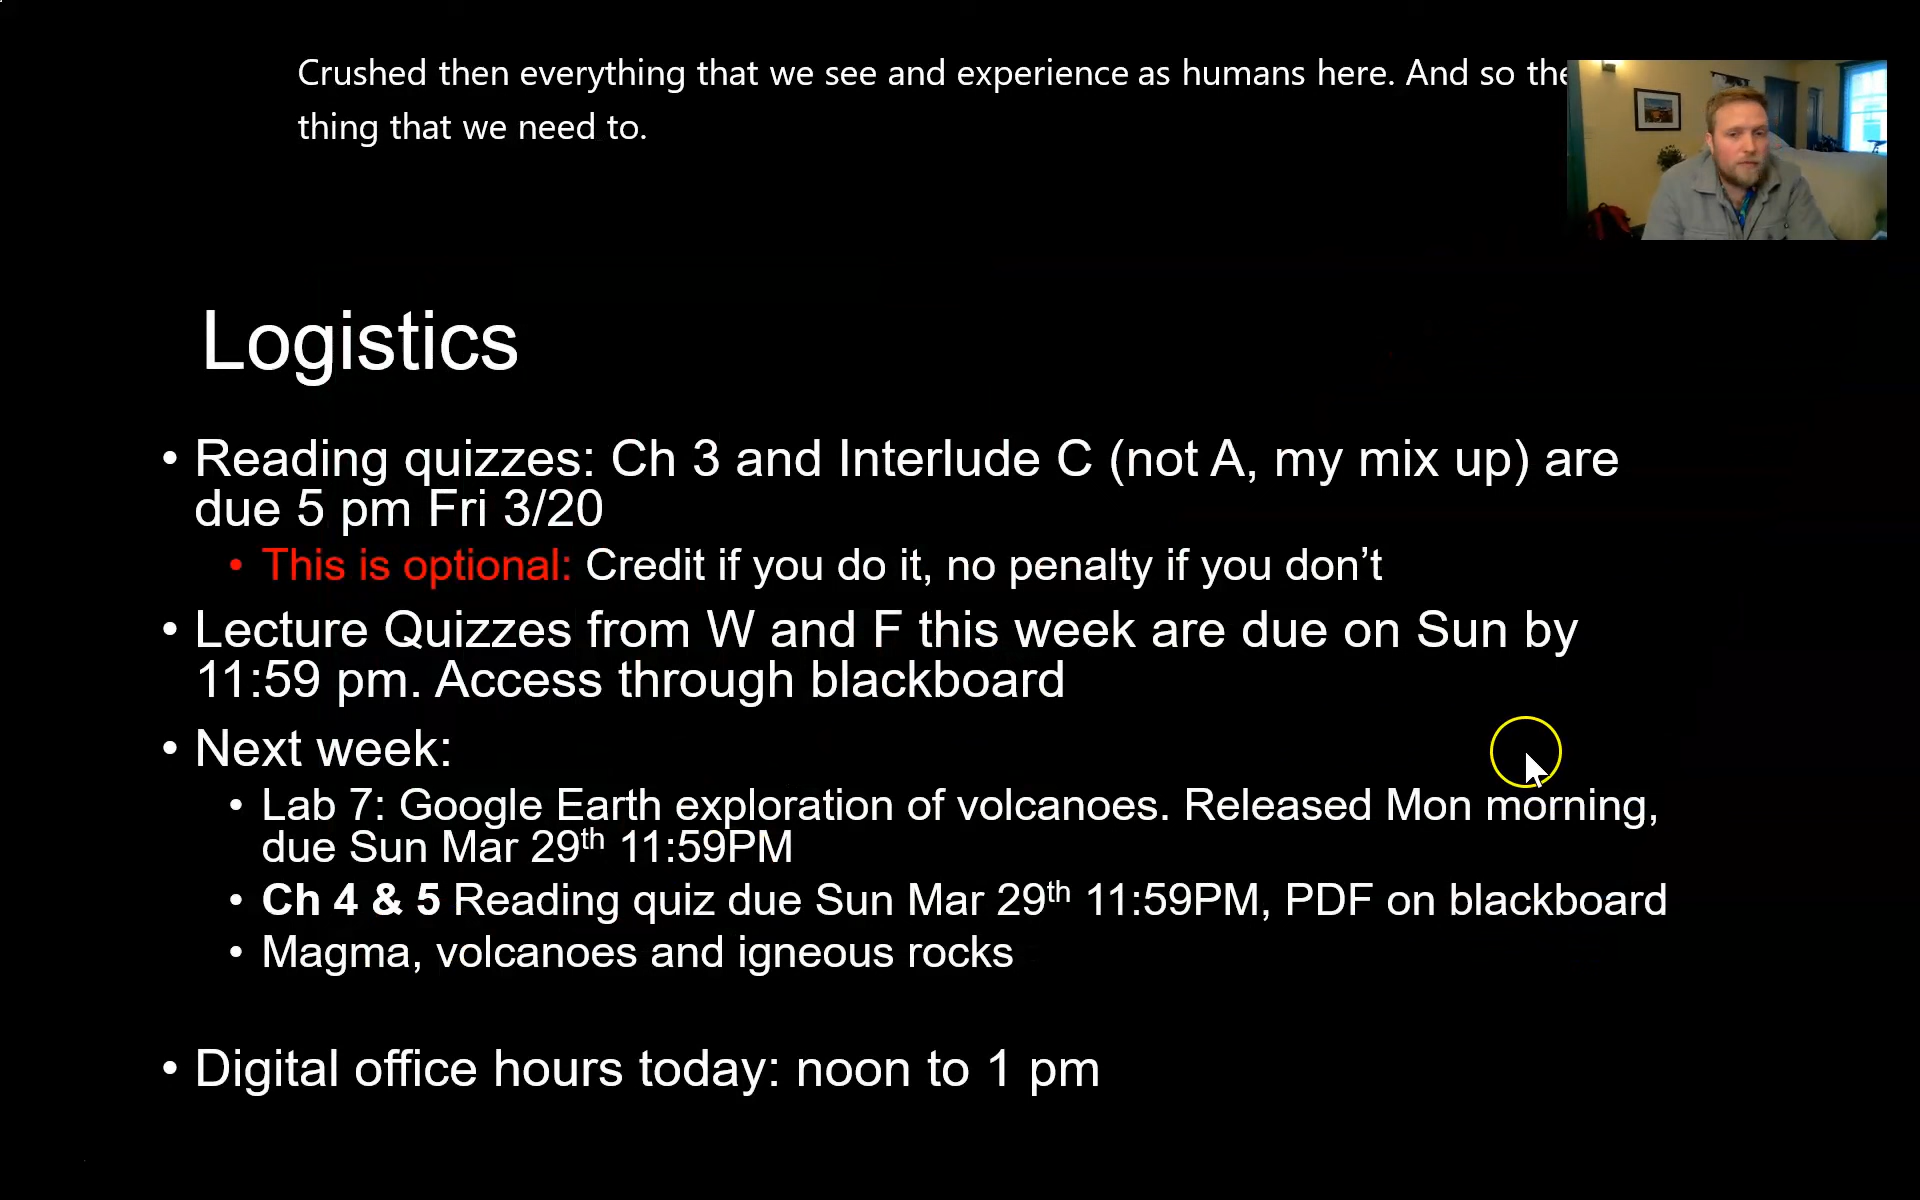 Crushed then everything that we see and experience as humans here. And so the
thing that we need to.
Logistics
• Reading quizzes: Ch 3 and Interlude C (not A, my mix up) are
due 5 pm Fri 3/20
• This is optional: Credit if you do it, no penalty if you don’t
• Lecture Quizzes from W and F this week are due on Sun by
11:59 pm. Access through blackboard
• Next week:
• Lab 7: Google Earth exploration of volcanoes. Released Mon morning,
due Sun Mar 29th 11:59PM
• Ch 4 & 5 Reading quiz due Sun Mar 29th 11:59PM, PDF on blackboard
• Magma, volcanoes and igneous rocks
• Digital office hours today: noon to 1 pm